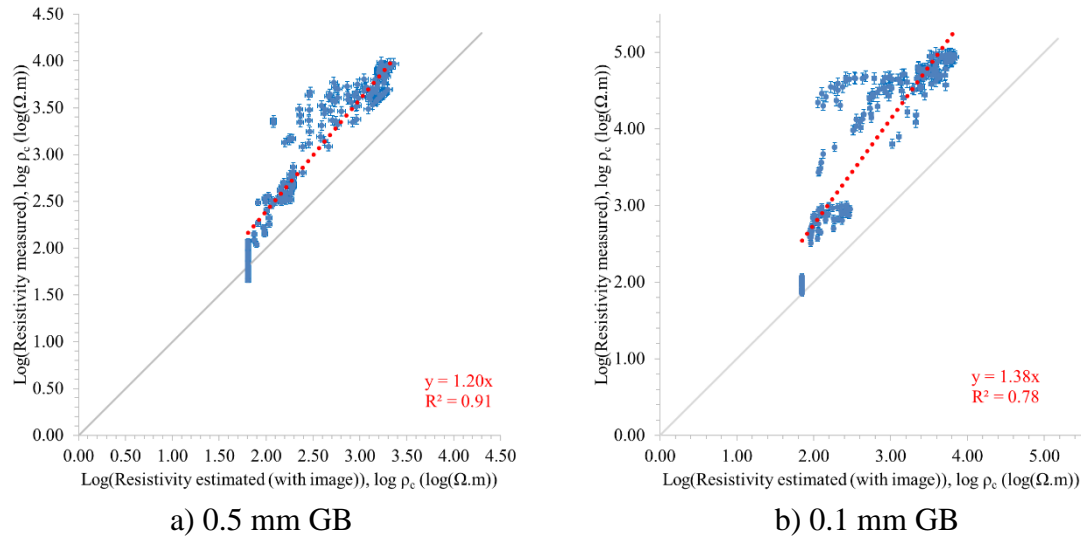 4.50
4.00
3.50
3.00
2.50
2.00
1.50
1.00
0.50
0.00
Log(Resistivity measured), log ρc (log(Ω.m))
y = 1.20x
R² = 0.91
0.00 0.50 1.00 1.50 2.00 2.50 3.00 3.50 4.00 4.50
Log(Resistivity estimated (with image)), log ρc (log(Ω.m))
a) 0.5 mm GB
5.00
4.00
3.00
2.00
1.00
0.00
Log(Resistivity measured), log ρc (log(Ω.m))
y = 1.38x
R² = 0.78
0.00 1.00 2.00 3.00 4.00 5.00
Log(Resistivity estimated (with image)), log ρc (log(Ω.m))
b) 0.1 mm GB